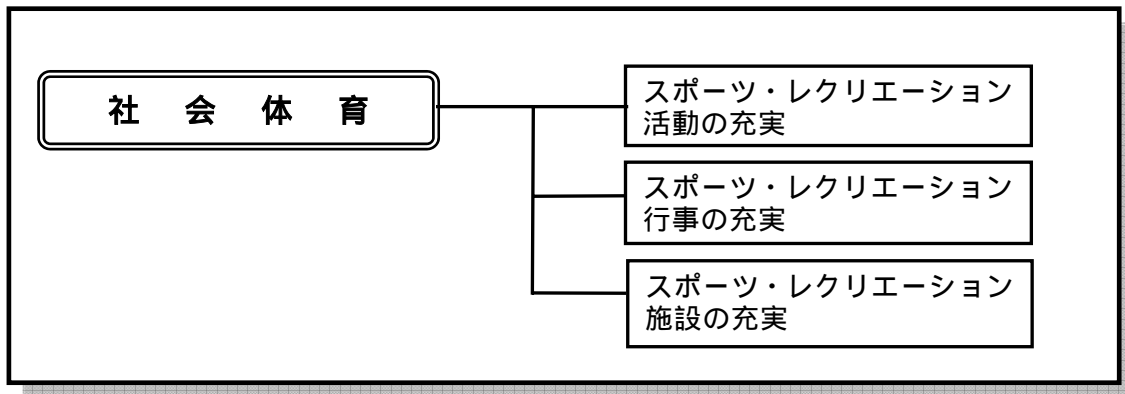 社 会 体 育
スポーツ・レクリエーション
活動の充実
スポーツ・レクリエーション
行事の充実
スポーツ・レクリエーション
施設の充実